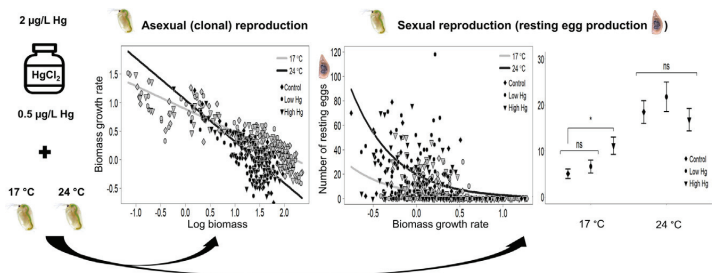 2 µg/L Hg
HgCl2
0.5 µg/L Hg
+
17 °C 24 °C
Asexual (clonal) reproduction
Biomass growth rate
1.5
1.0
0.5
0.0
-0.5
17 °C
24 °C
Control
Low Hg
High Hg
-1.0 -0.5 0.0 0.5 1.0 1.5 2.0
Log biomass
Sexual reproduction (resting egg production )
Number of resting eggs
120
100
80
60
40
20
0
17 °C
24 °C
Control
Low Hg
High Hg
-0.5 0.0 0.5 1.0
Biomass growth rate
30
20
10
0
ns
*
ns
Control
Low Hg
High Hg
17 °C 24 °C